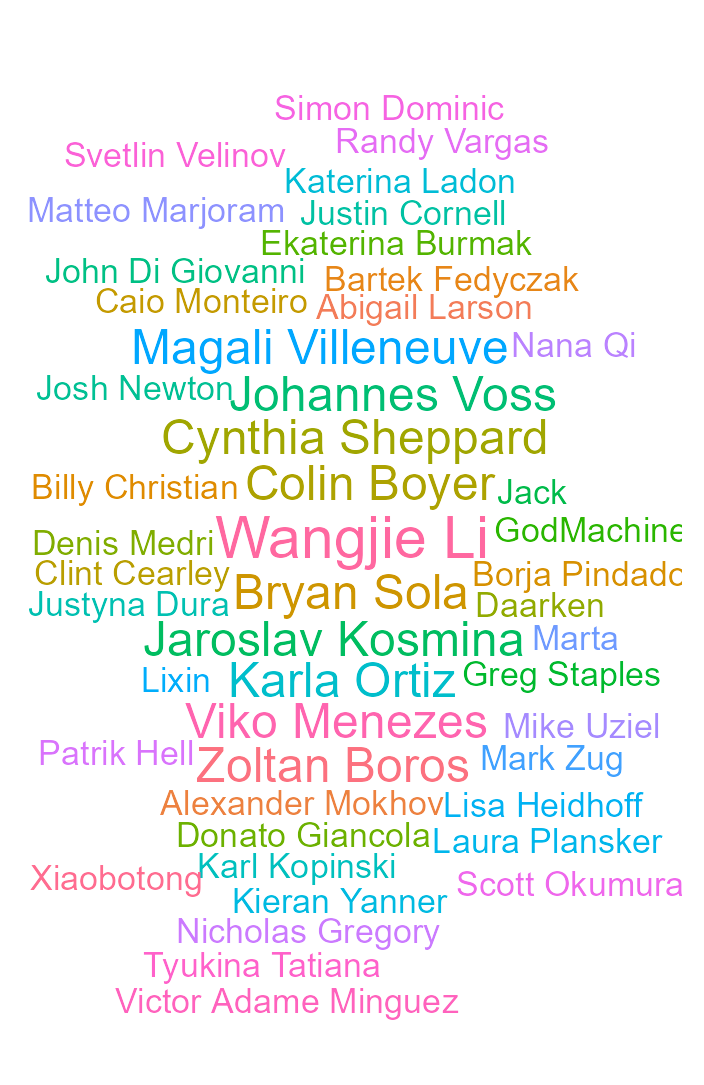 Simon Dominic
Randy Vargas
Svetlin Velinov
Katerina Ladon
Matteo Marjoram
Justin Cornell
Ekaterina Burmak
John Di Giovanni
Bartek Fedyczak
Caio Monteiro
Abigail Larson
Magali Villeneuve
Nana Qi
Josh Newton
Johannes Voss
Cynthia Sheppard
Billy Christian
Colin Boyer
Jack
Wangjie Li
GodMachine
Denis Medri
Clint Cearley
Borja Pindado
Justyna Dura
Bryan Sola
Daarken
Jaroslav Kosmina
Marta
Lixin
Karla Ortiz
Greg Staples
Viko Menezes
Mike Uziel
Patrik Hell
Zoltan Boros
Mark Zug
Alexander Mokhov
Lisa Heidhoff
Donato Giancola
Laura Plansker
Xiaobotong
Karl Kopinski
Scott Okumura
Kieran Yanner
Nicholas Gregory
Tyukina Tatiana
Victor Adame Minguez